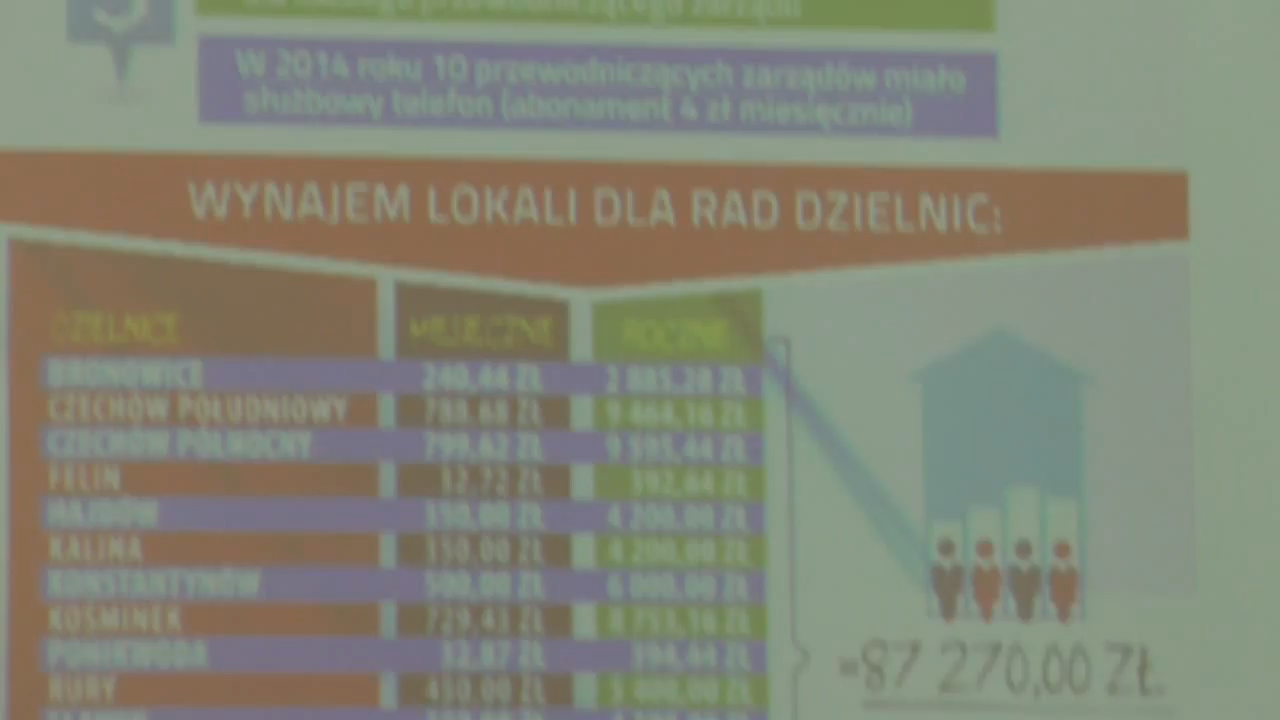 5
W 2014 roku 10 przewodniczących zarządów miało
służbowy telefon (abonament 4 zł miesięcznie)
WYNAJEM LOKALI DLA RAD DZIELNIC:
DZIELNICE MIESIĘCZNIE ROCZNIE
BRONOWICE 240,44 ZŁ 2 885,28 ZŁ
CZECHÓW POŁUDNIOWY 788,68 ZŁ 9 464,16 ZŁ
CZECHÓW PÓŁNOCNY 799,62 ZŁ 9 595,44 ZŁ
FELIN 32,72 ZŁ 392,64 ZŁ
HAJDÓW 350,00 ZŁ 4 200,00 ZŁ
KALINA 350,00 ZŁ 4 200,00 ZŁ
KONSTANTYNÓW 500,00 ZŁ 6 000,00 ZŁ
KOŚMINEK 729,43 ZŁ 8 753,16 ZŁ
PONIKWODA 32,87 ZŁ 394,44 ZŁ
RURY 450,00 ZŁ 5 400,00 ZŁ
=87 270,00 ZŁ.